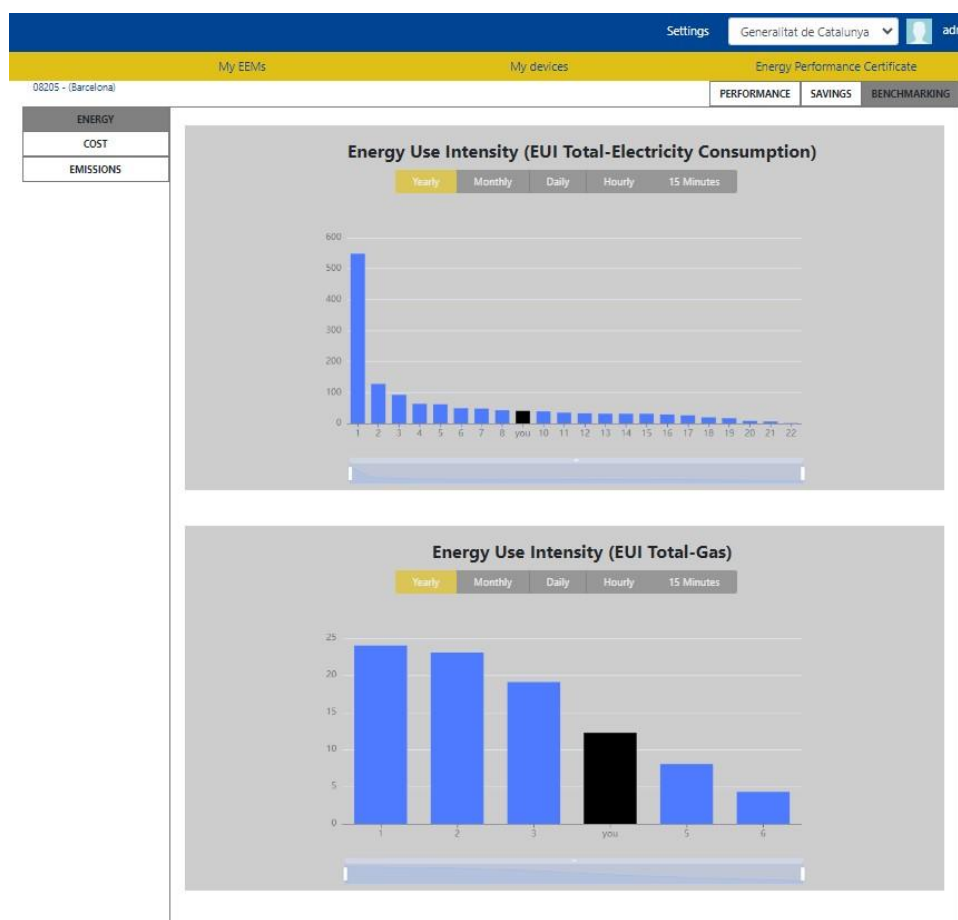 Settings Generalitat de Catalunya
My EEMs My devices Energy Performance Certificate
08205 - (Barcelona)
PERFORMANCE SAVINGS BENCHMARKING
ENERGY
COST
EMISSIONS
Energy Use Intensity (EUI Total-Electricity Consumption)
Yearly Monthly Daily Hourly 15 Minutes
600
500
400
300
200
100
0
1 2 3 4 5 6 7 8 you 10 11 12 13 14 15 16 17 18 19 20 21 22
Energy Use Intensity (EUI Total-Gas)
Yearly Monthly Daily Hourly 15 Minutes
25
20
15
10
5
0
1 2 3 you 5 6